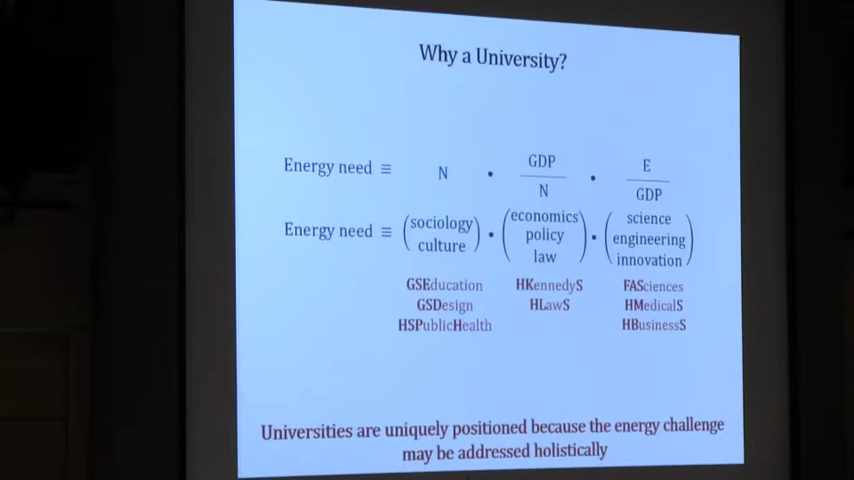 Why a University?
Energy need ≡ N • GDP / N • E / GDP
Energy need ≡ (sociology culture) • (economics policy law) • (science engineering innovation)
GSEducation HKennedyS FASciences
GSDesign HLawS HMedicalS
HSPublicHealth HBusinessS
Universities are uniquely positioned because the energy challenge
may be addressed holistically